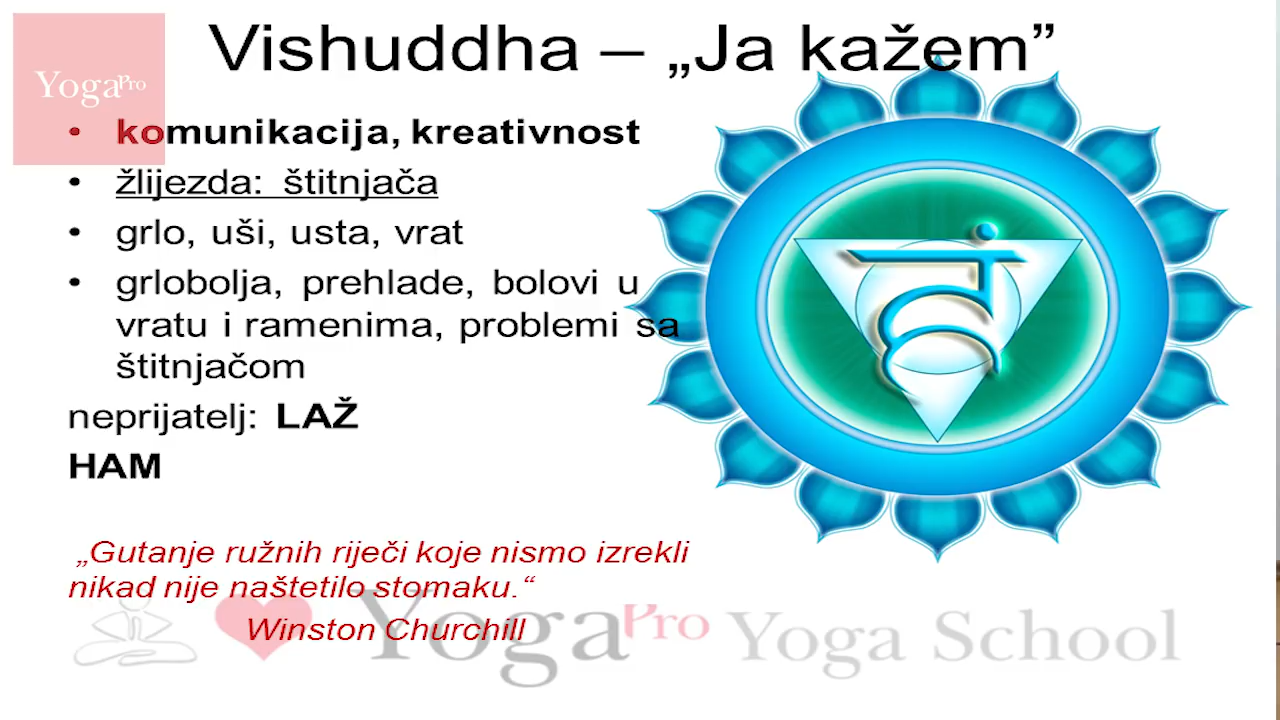 Vishuddha – „Ja kažem”
YogaPro
• komunikacija, kreativnost
• žlijezda: štitnjača
• grlo, uši, usta, vrat
• grlobolja, prehlade, bolovi u
vratu i ramenima, problemi sa
štitnjačom
neprijatelj: LAŽ
HAM
हं
„Gutanje ružnih riječi koje nismo izrekli
nikad nije naštetilo stomaku.“
Winston Churchill
YogaPro Yoga School